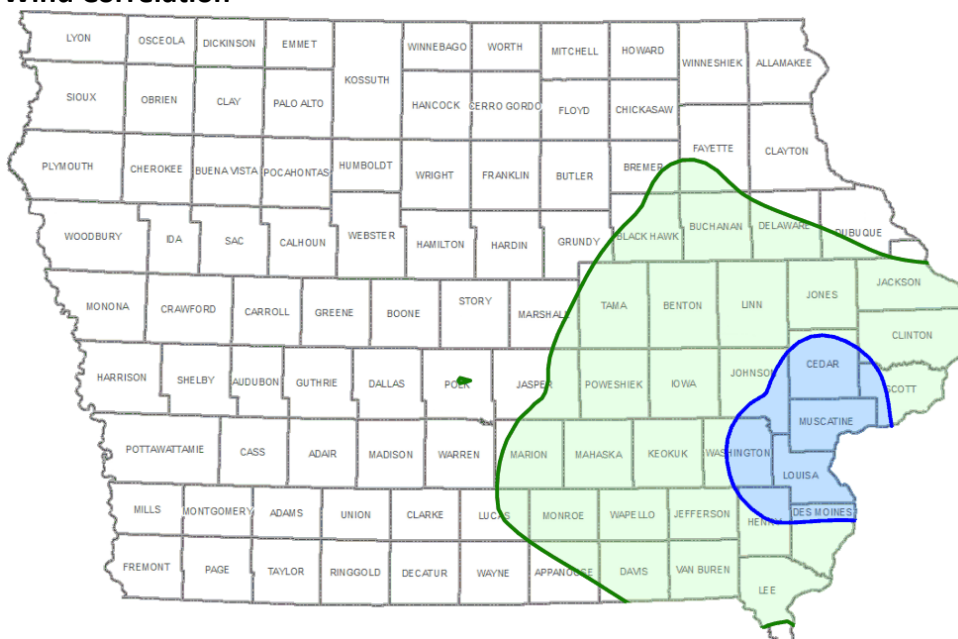 Wind Correlation
LYON OSCEOLA DICKINSON EMMET WINNEBAGO WORTH MITCHELL HOWARD WINNESHIEK ALLAMAKEE
KOSSUTH
SIOUX OBRIEN CLAY PALO ALTO HANCOCK CERRO GORDO FLOYD CHICKASAW
PLYMOUTH CHEROKEE BUENA VISTA POCAHONTAS HUMBOLDT WRIGHT FRANKLIN BUTLER BREMER FAYETTE CLAYTON
WOODBURY IDA SAC CALHOUN WEBSTER HAMILTON HARDIN GRUNDY BLACK HAWK BUCHANAN DELAWARE DUBUQUE
MONONA CRAWFORD CARROLL GREENE BOONE STORY MARSHALL TAMA BENTON LINN JONES JACKSON
CLINTON
HARRISON SHELBY AUDUBON GUTHRIE DALLAS POLK JASPER POWESHIEK IOWA JOHNSON CEDAR SCOTT
MUSCATINE
POTTAWATTAMIE CASS ADAIR MADISON WARREN MARION MAHASKA KEOKUK WASHINGTON
LOUISA
MILLS MONTGOMERY ADAMS UNION CLARKE LUCAS MONROE WAPELLO JEFFERSON HENRY DES MOINES
FREMONT PAGE TAYLOR RINGGOLD DECATUR WAYNE APPANOOSE DAVIS VAN BUREN LEE